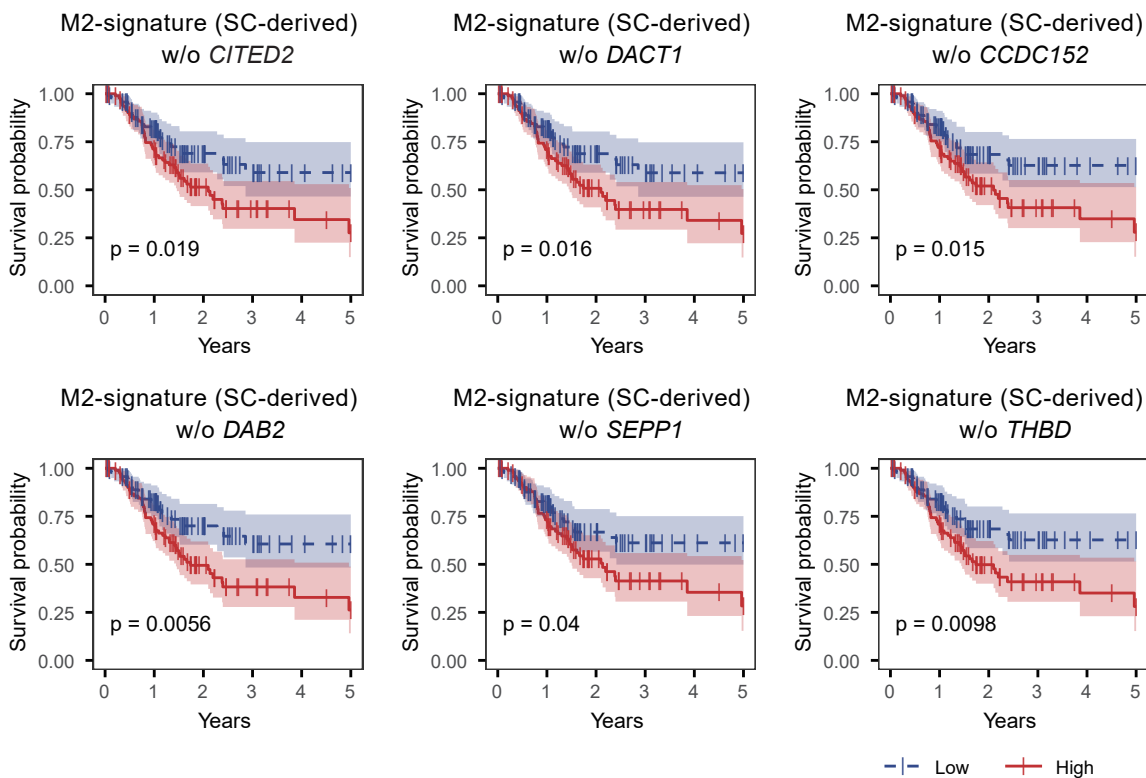 M2-signature (SC-derived)
w/o CITED2
Survival probability
1.00
0.75
0.50
0.25
0.00
p = 0.019
0 1 2 3 4 5
Years
M2-signature (SC-derived)
w/o DACT1
Survival probability
1.00
0.75
0.50
0.25
0.00
p = 0.016
0 1 2 3 4 5
Years
M2-signature (SC-derived)
w/o CCDC152
Survival probability
1.00
0.75
0.50
0.25
0.00
p = 0.015
0 1 2 3 4 5
Years
M2-signature (SC-derived)
w/o DAB2
Survival probability
1.00
0.75
0.50
0.25
0.00
p = 0.0056
0 1 2 3 4 5
Years
M2-signature (SC-derived)
w/o SEPP1
Survival probability
1.00
0.75
0.50
0.25
0.00
p = 0.04
0 1 2 3 4 5
Years
M2-signature (SC-derived)
w/o THBD
Survival probability
1.00
0.75
0.50
0.25
0.00
p = 0.0098
0 1 2 3 4 5
Years
Low High